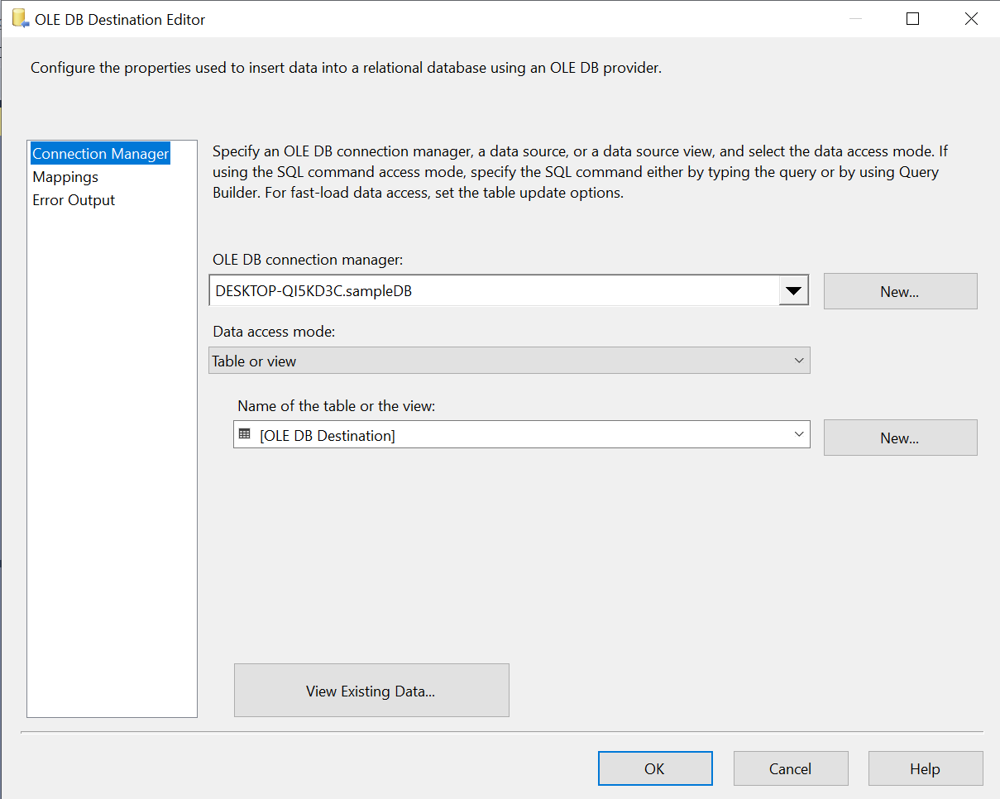 OLE DB Destination Editor
Configure the properties used to insert data into a relational database using an OLE DB provider.
Connection Manager
Mappings
Error Output
Specify an OLE DB connection manager, a data source, or a data source view, and select the data access mode. If
using the SQL command access mode, specify the SQL command either by typing the query or by using Query
Builder. For fast-load data access, set the table update options.
OLE DB connection manager:
DESKTOP-QI5KD3C.sampleDB
New...
Data access mode:
Table or view
Name of the table or the view:
[OLE DB Destination]
New...
View Existing Data...
OK
Cancel
Help